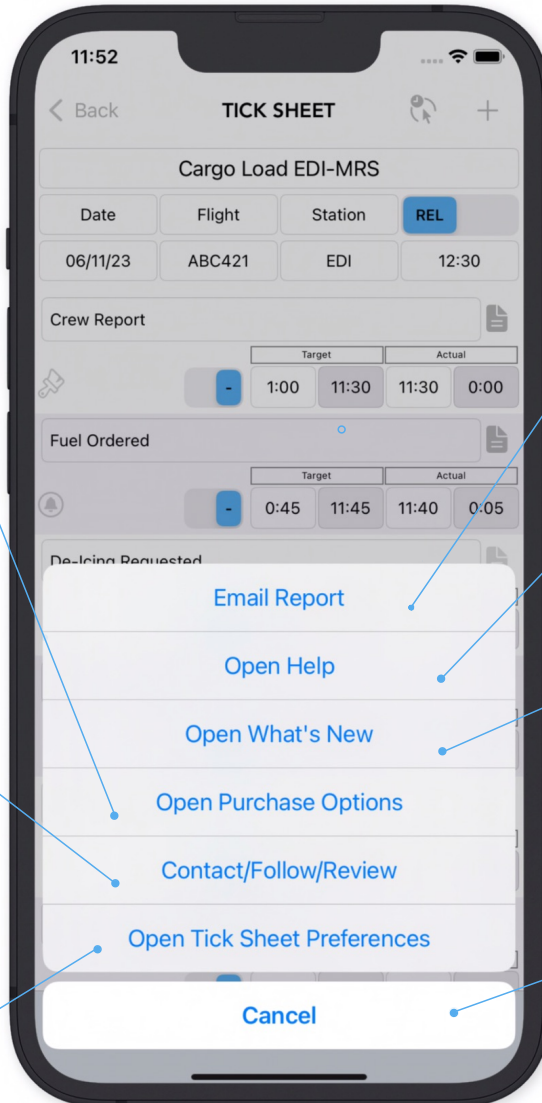 11:52
Back TICK SHEET
Cargo Load EDI-MRS
Date Flight Station REL
06/11/23 ABC421 EDI 12:30
Crew Report
Target Actual
- 1:00 11:30 11:30 0:00
Fuel Ordered
Target Actual
- 0:45 11:45 11:40 0:05
De-Icing Requested
Email Report
Open Help
Open What's New
Open Purchase Options
Contact/Follow/Review
Open Tick Sheet Preferences
Cancel